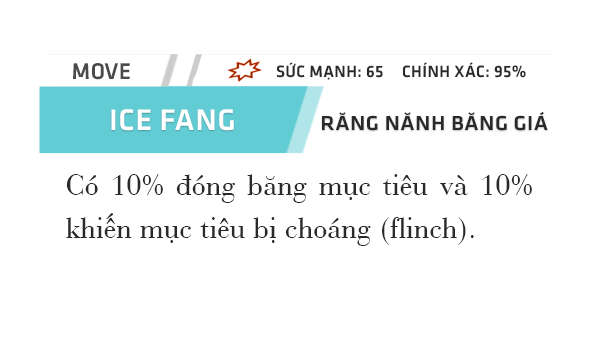 MOVE SỨC MẠNH: 65 CHÍNH XÁC: 95%
ICE FANG RĂNG NĂNH BĂNG GIÁ
Có 10% đóng băng mục tiêu và 10%
khiến mục tiêu bị choáng (flinch).